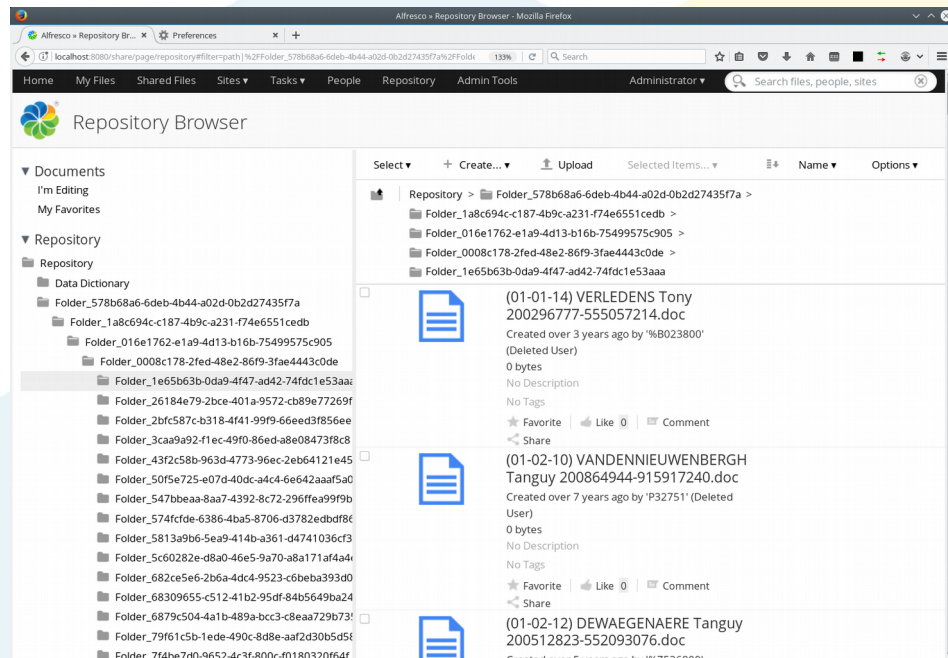 Alfresco » Repository Browser - Mozilla Firefox
Alfresco » Repository Br... Preferences
localhost:8080/share/page/repository#filter=path|%2FFolder_578b68a6-6deb-4b44-a02d-0b2d27435f7a%2FFolde 133% Search
Home My Files Shared Files Sites Tasks People Repository Admin Tools Administrator Search files, people, sites
Repository Browser
Documents
I'm Editing
My Favorites
Repository
Repository
Data Dictionary
Folder_578b68a6-6deb-4b44-a02d-0b2d27435f7a
Folder_1a8c694c-c187-4b9c-a231-f74e6551cedb
Folder_016e1762-e1a9-4d13-b16b-75499575c905
Folder_0008c178-2fed-48e2-86f9-3fae4443c0de
Folder_1e65b63b-0da9-4f47-ad42-74fdc1e53aaa
Folder_26184e79-2bce-401a-9572-cb89e77269f
Folder_2bfc587c-b318-4f41-99f9-66eed3f856ee
Folder_3caa9a92-f1ec-49f0-86ed-a8e08473f8c8
Folder_43f2c58b-963d-4773-96ec-2eb64121e45
Folder_50f5e725-e07d-40dc-a4c4-6e642aaaf5a0
Folder_547bbeaa-8aa7-4392-8c72-296ffea99f9b
Folder_574fcfde-6386-4ba5-8706-d3782edbdf86
Folder_5813a9b6-5ea9-414b-a361-d4741036cf3
Folder_5c60282e-d8a0-46e5-9a70-a8a171af4a4
Folder_682ce5e6-2b6a-4dc4-9523-c6beba393d0
Folder_68309655-c512-41b2-95df-84b5649ba24
Folder_6879c504-4a1b-489a-bcc3-c8eaa729b73
Folder_79f61c5b-1ede-490c-8d8e-aaf2d30b5d5
Folder_7f4be7d0-9652-4c3f-800c-f0180320f64f
Select + Create... Upload Selected Items... Name Options
Repository > Folder_578b68a6-6deb-4b44-a02d-0b2d27435f7a >
Folder_1a8c694c-c187-4b9c-a231-f74e6551cedb >
Folder_016e1762-e1a9-4d13-b16b-75499575c905 >
Folder_0008c178-2fed-48e2-86f9-3fae4443c0de >
Folder_1e65b63b-0da9-4f47-ad42-74fdc1e53aaa
(01-01-14) VERLEDENS Tony
200296777-555057214.doc
Created over 3 years ago by '%B023800'
(Deleted User)
0 bytes
No Description
No Tags
Favorite Like 0 Comment
Share
(01-02-10) VANDENNIEUWENBERGH
Tanguy 200864944-915917240.doc
Created over 7 years ago by 'P32751' (Deleted
User)
0 bytes
No Description
No Tags
Favorite Like 0 Comment
Share
(01-02-12) DEWAEGENAERE Tanguy
200512823-552093076.doc